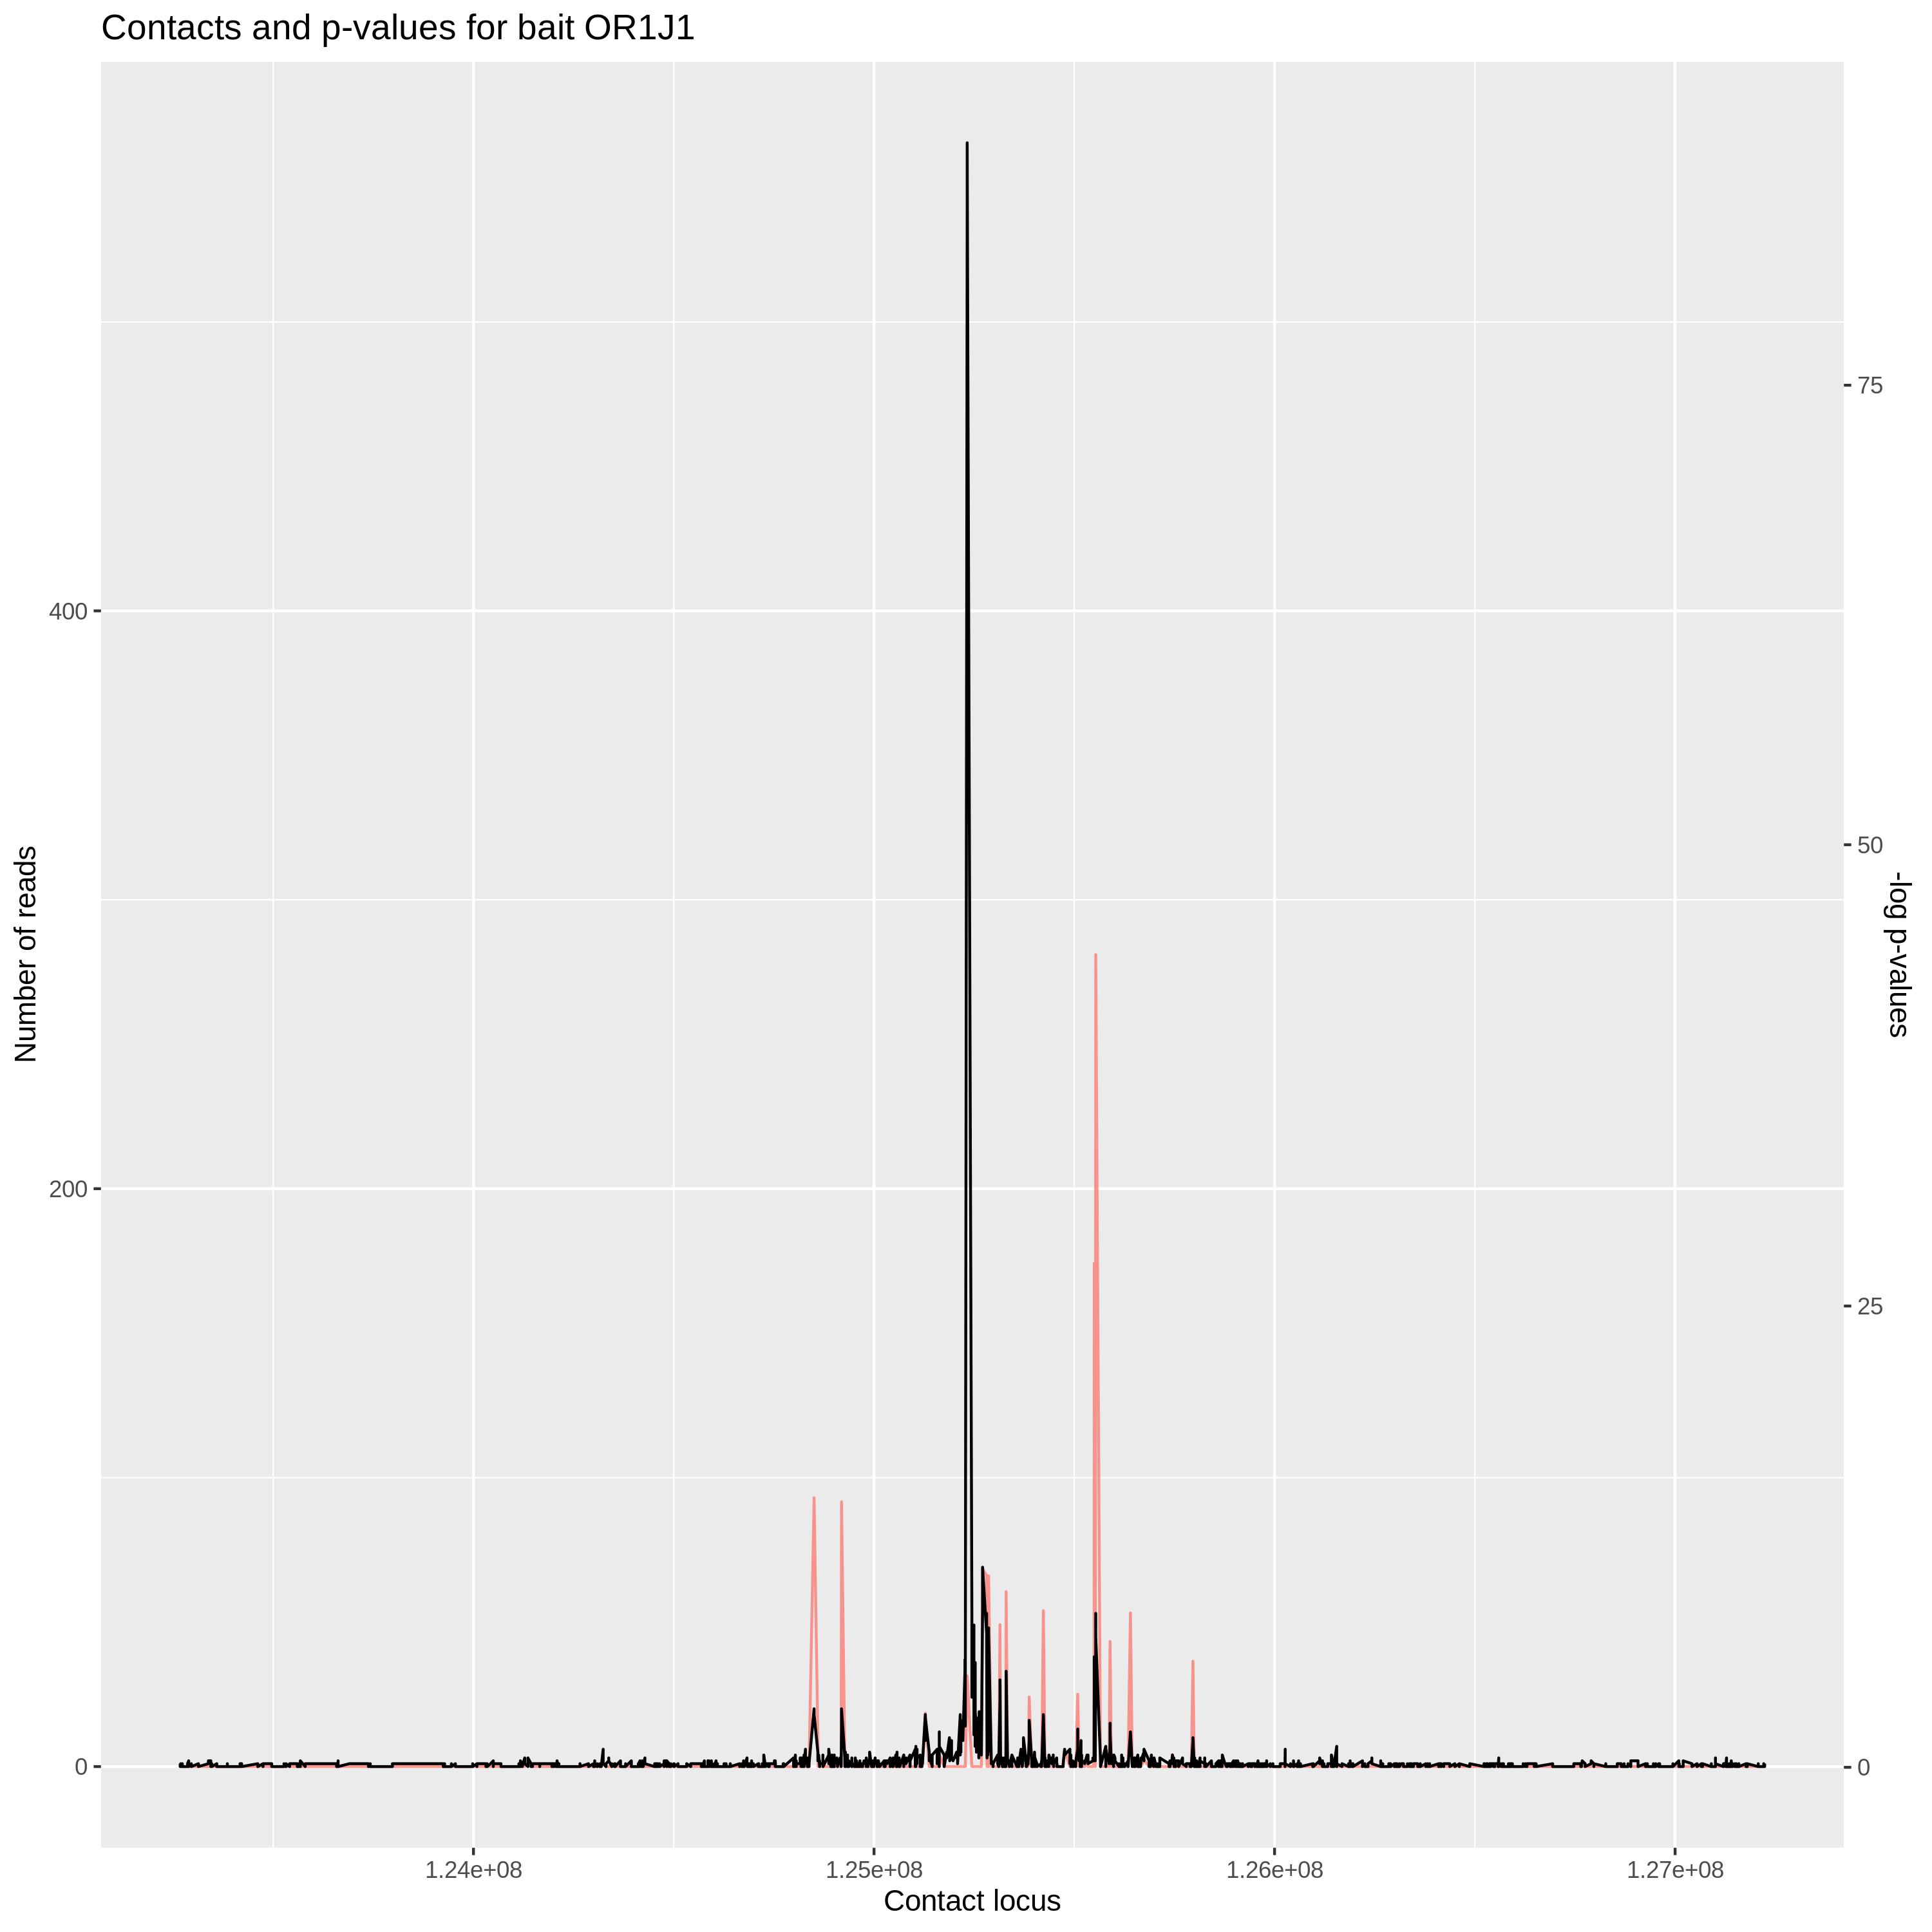 Contacts and p-values for bait OR1J1
Number of reads
400
200
0
75
50
25
0
-log p-values
1.24e+08 1.25e+08 1.26e+08 1.27e+08
Contact locus